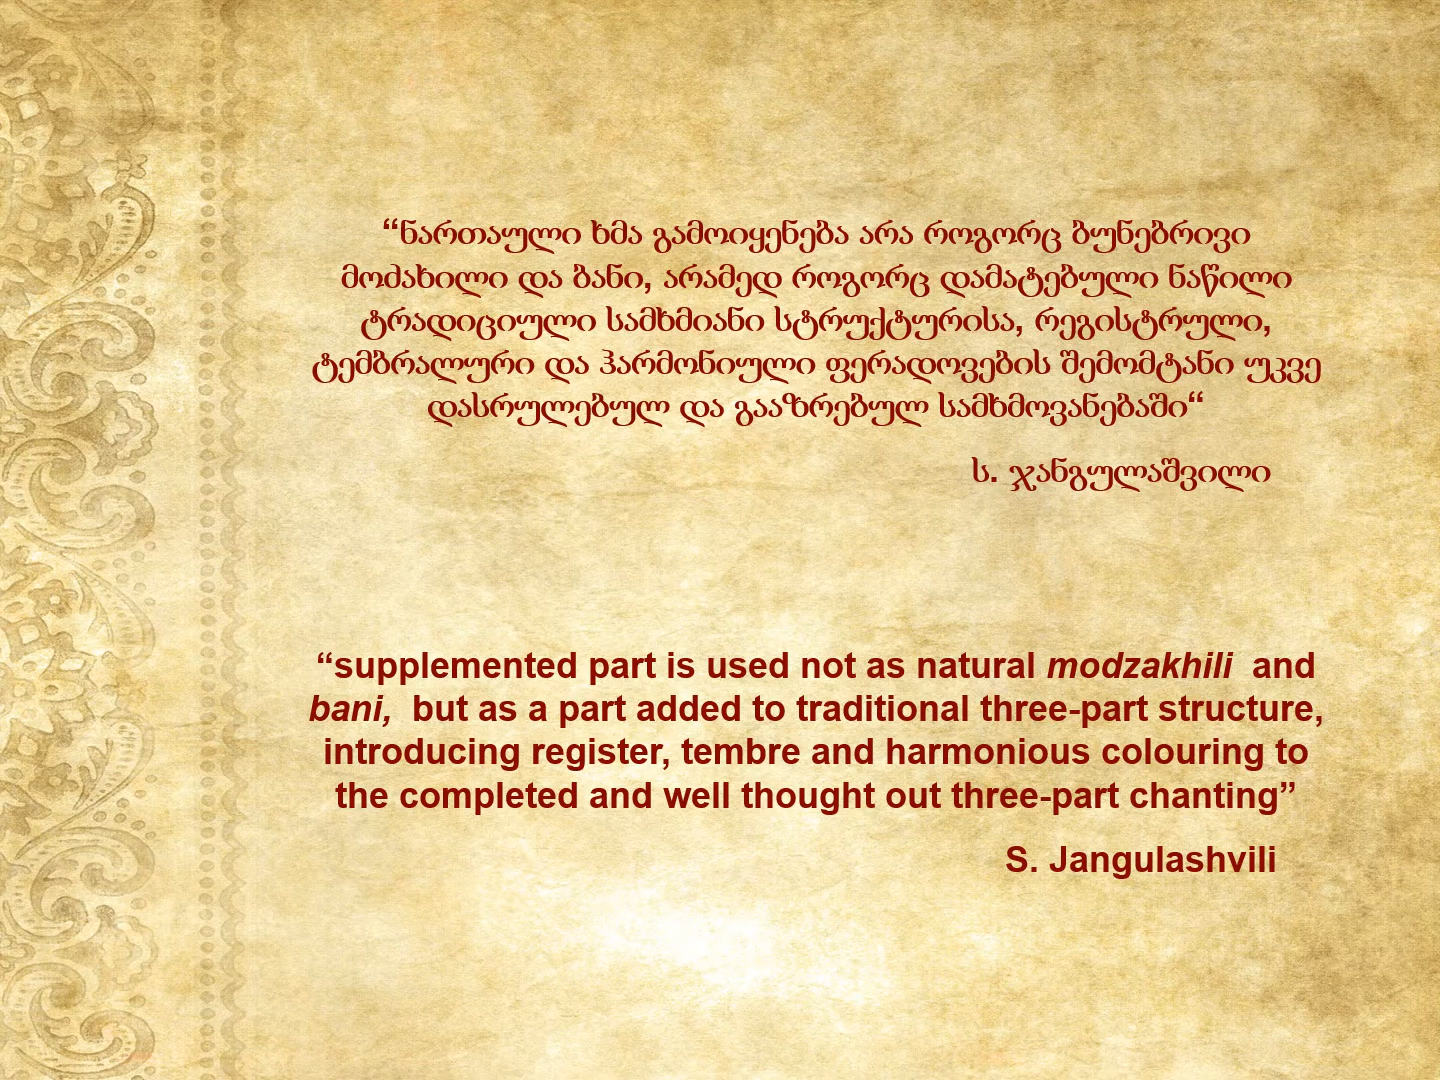 “ნართაული ხმა გამოიყენება არა როგორც ბუნებრივი
მოძახილი და ბანი, არამედ როგორც დამატებული ნაწილი
ტრადიციული სამხმიანი სტრუქტურისა, რეგისტრული,
ტემბრალური და ჰარმონიული ფერადოვების შემომტანი უკვე
დასრულებულ და გააზრებულ სამხმოვანებაში“
ს. ჯანგულაშვილი
“supplemented part is used not as natural modzakhili and
bani, but as a part added to traditional three-part structure,
introducing register, tembre and harmonious colouring to
the completed and well thought out three-part chanting”
S. Jangulashvili